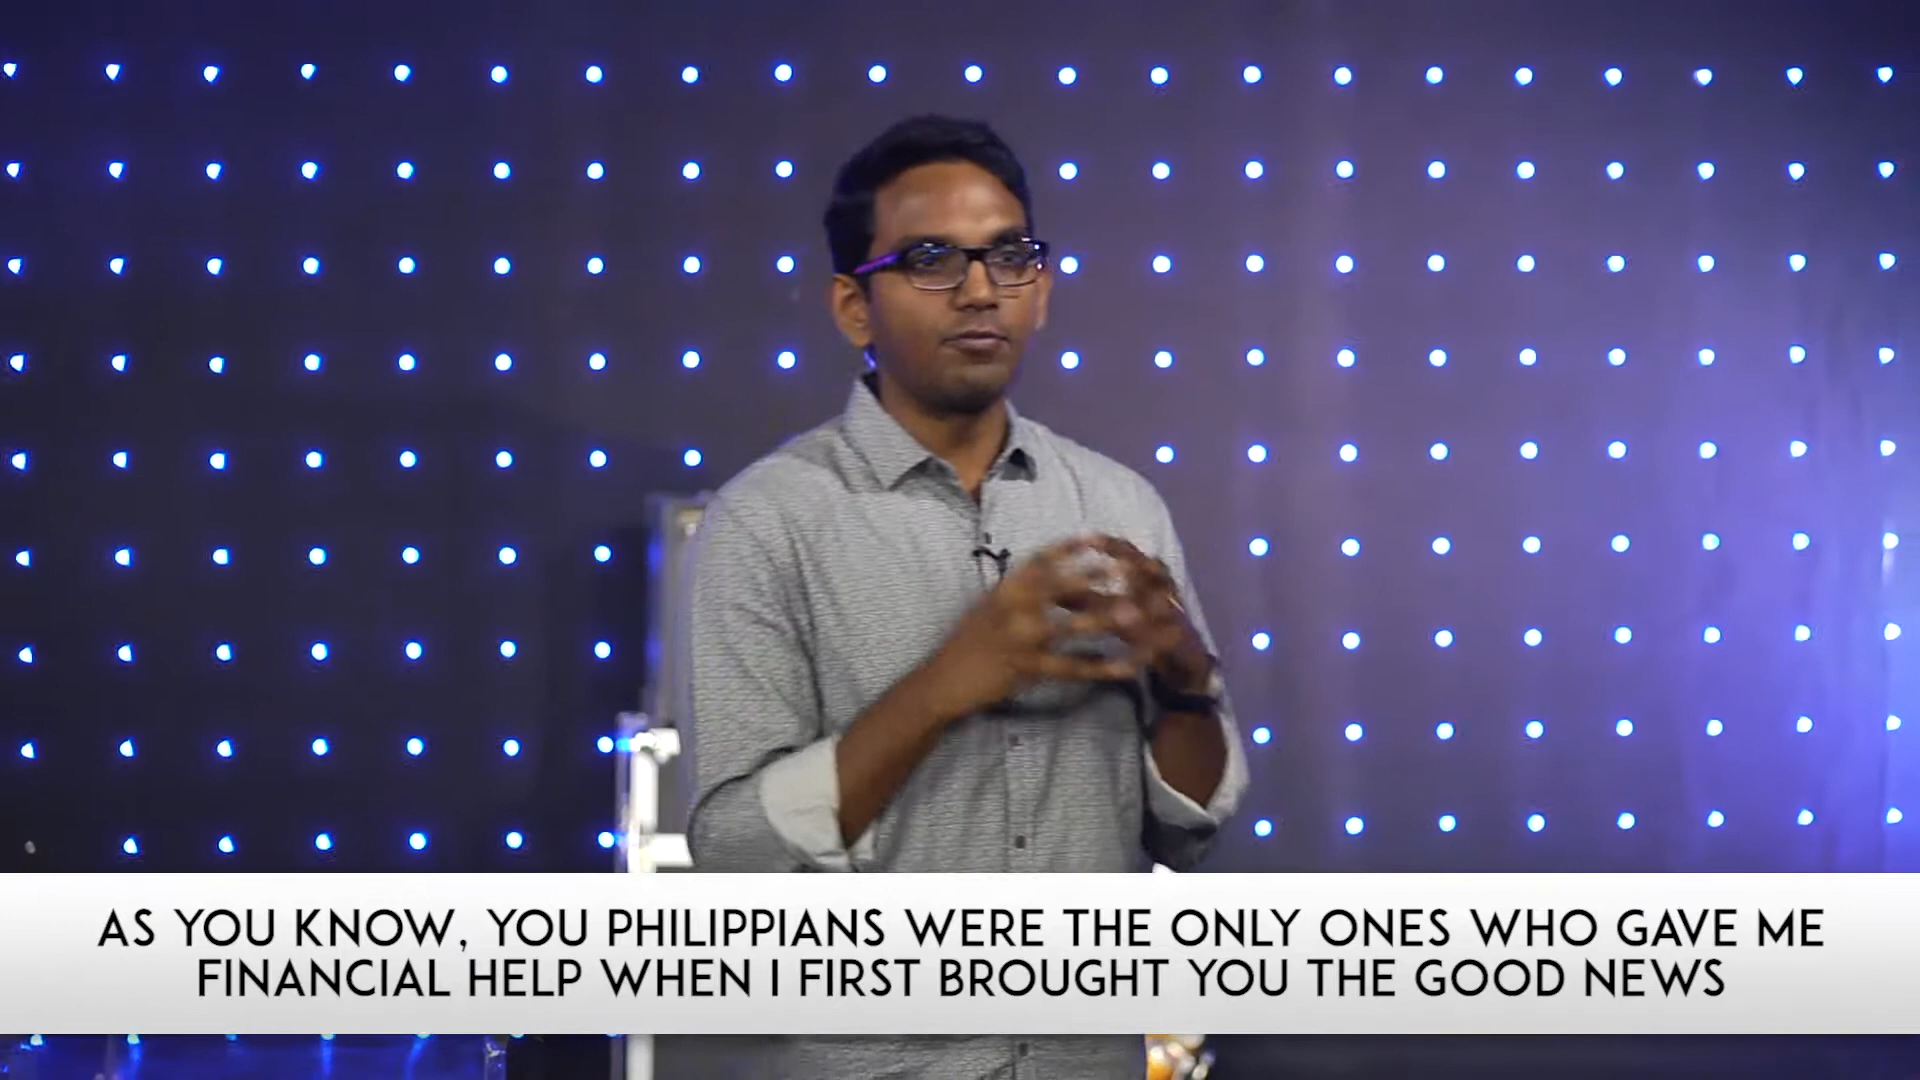 AS YOU KNOW, YOU PHILIPPIANS WERE THE ONLY ONES WHO GAVE ME
FINANCIAL HELP WHEN I FIRST BROUGHT YOU THE GOOD NEWS